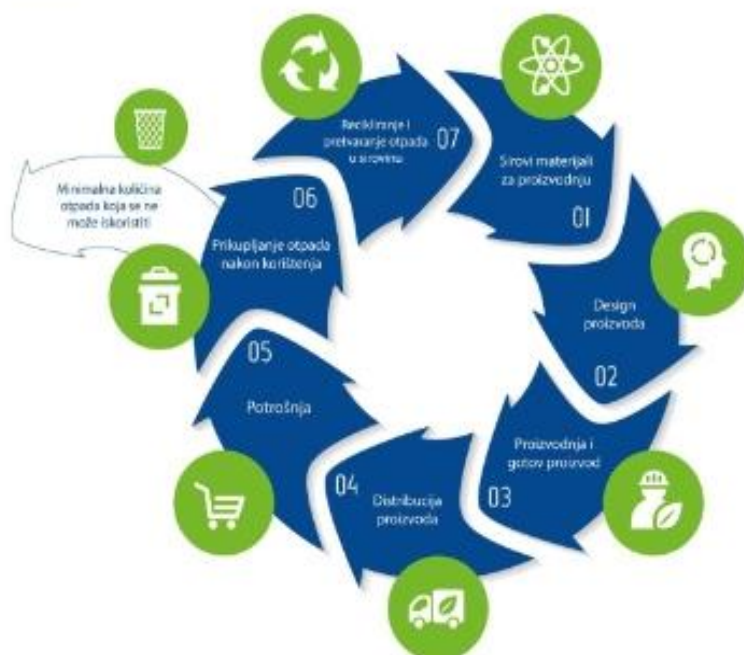 Sirovi materijali
za proizvodnju
01
Design
proizvoda
02
Proizvodnja i
gotov proizvod
03
Distribucija
proizvoda
04
Potrošnja
05
Prikupljanje otpada
nakon korištenja
06
Minimalna količina
otpada koja se ne
može iskoristiti
Recikliranje i
pretvaranje otpada
u sirovinu
07